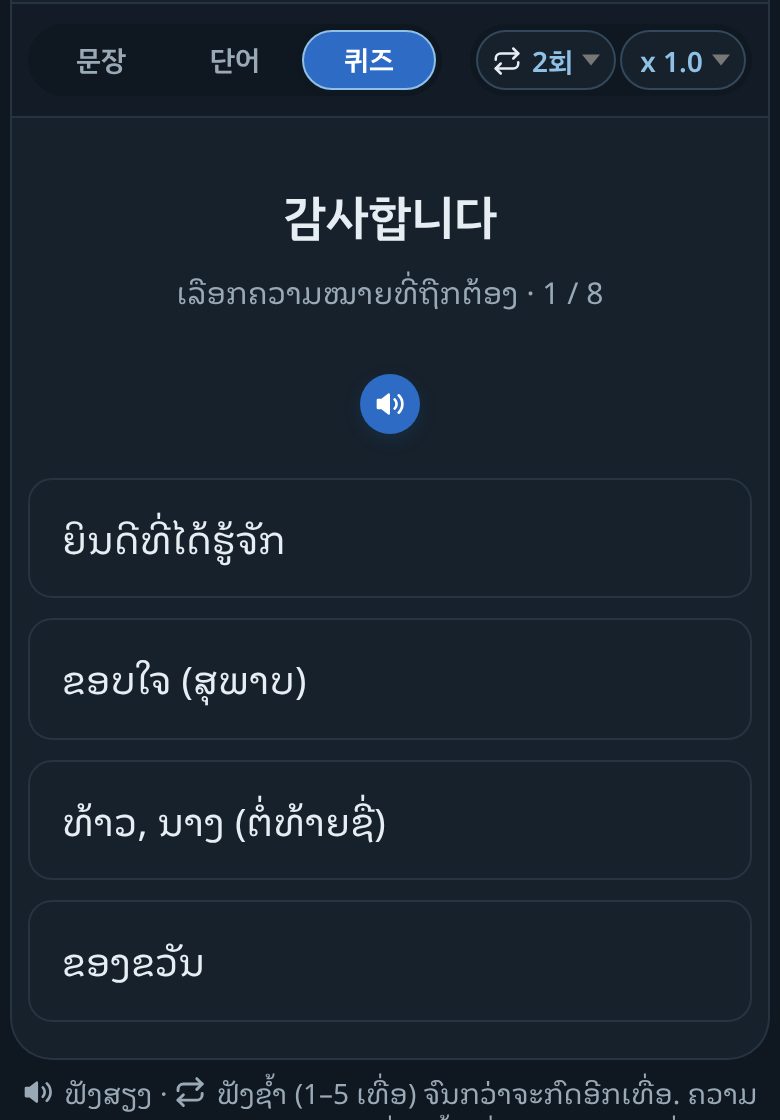 문장 단어 퀴즈 2회 x 1.0
감사합니다
ເລືອກຄວາມໝາຍທີ່ຖືກຕ້ອງ · 1 / 8
ຍິນດີທີ່ໄດ້ຮູ້ຈັກ
ຂອບໃຈ (ສຸພາບ)
ທ້າວ, ນາງ (ຕໍ່ທ້າຍຊື່)
ຂອງຂວັນ
ຟັງສຽງ · ຟັງຊ້ຳ (1–5 ເທື່ອ) ຈົນກວ່າຈະກົດອີກເທື່ອ. ຄວາມ